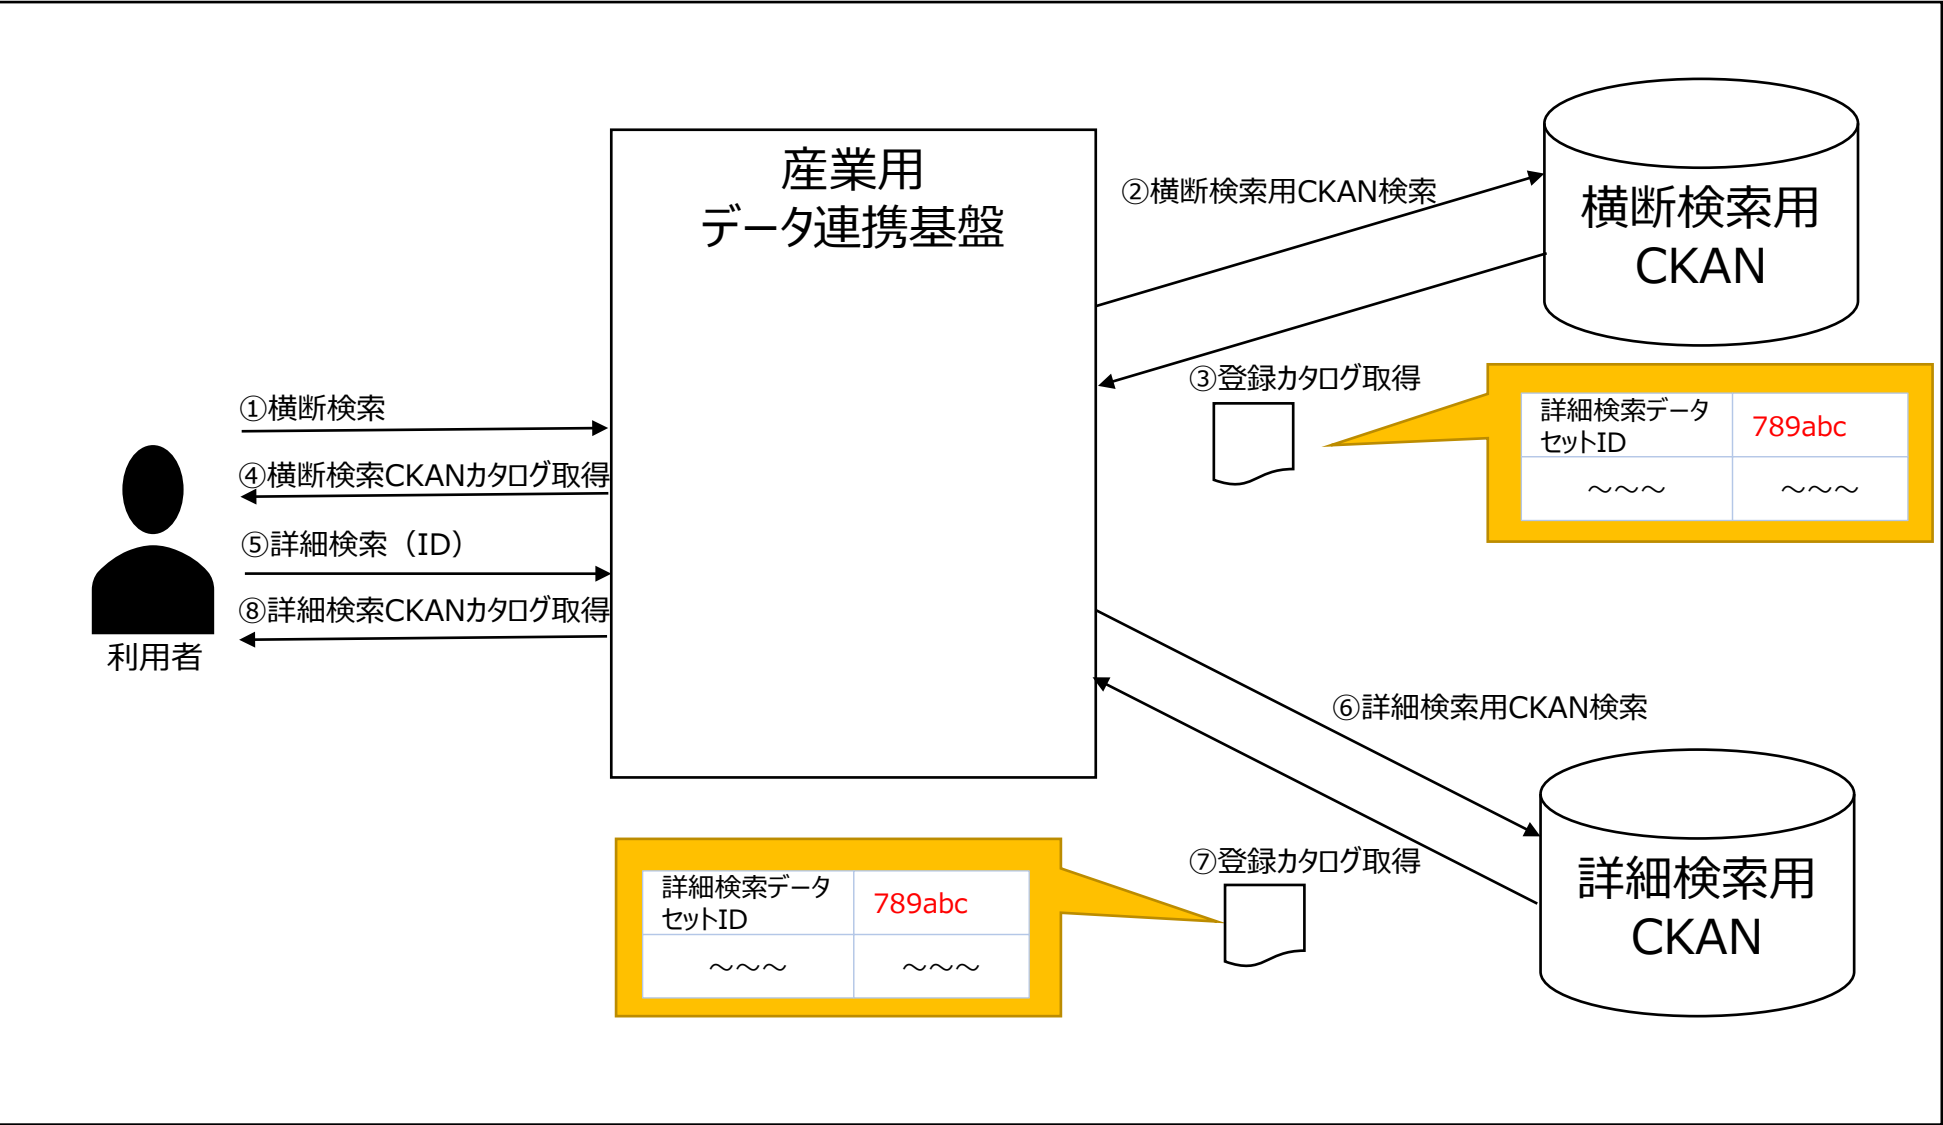 産業用
データ連携基盤
②横断検索用CKAN検索
横断検索用
CKAN
①横断検索
③登録カタログ取得
詳細検索データ
セットID
789abc
～～～
～～～
④横断検索CKANカタログ取得
⑤詳細検索（ID）
⑧詳細検索CKANカタログ取得
利用者
⑥詳細検索用CKAN検索
⑦登録カタログ取得
詳細検索データ
セットID
789abc
～～～
～～～
詳細検索用
CKAN